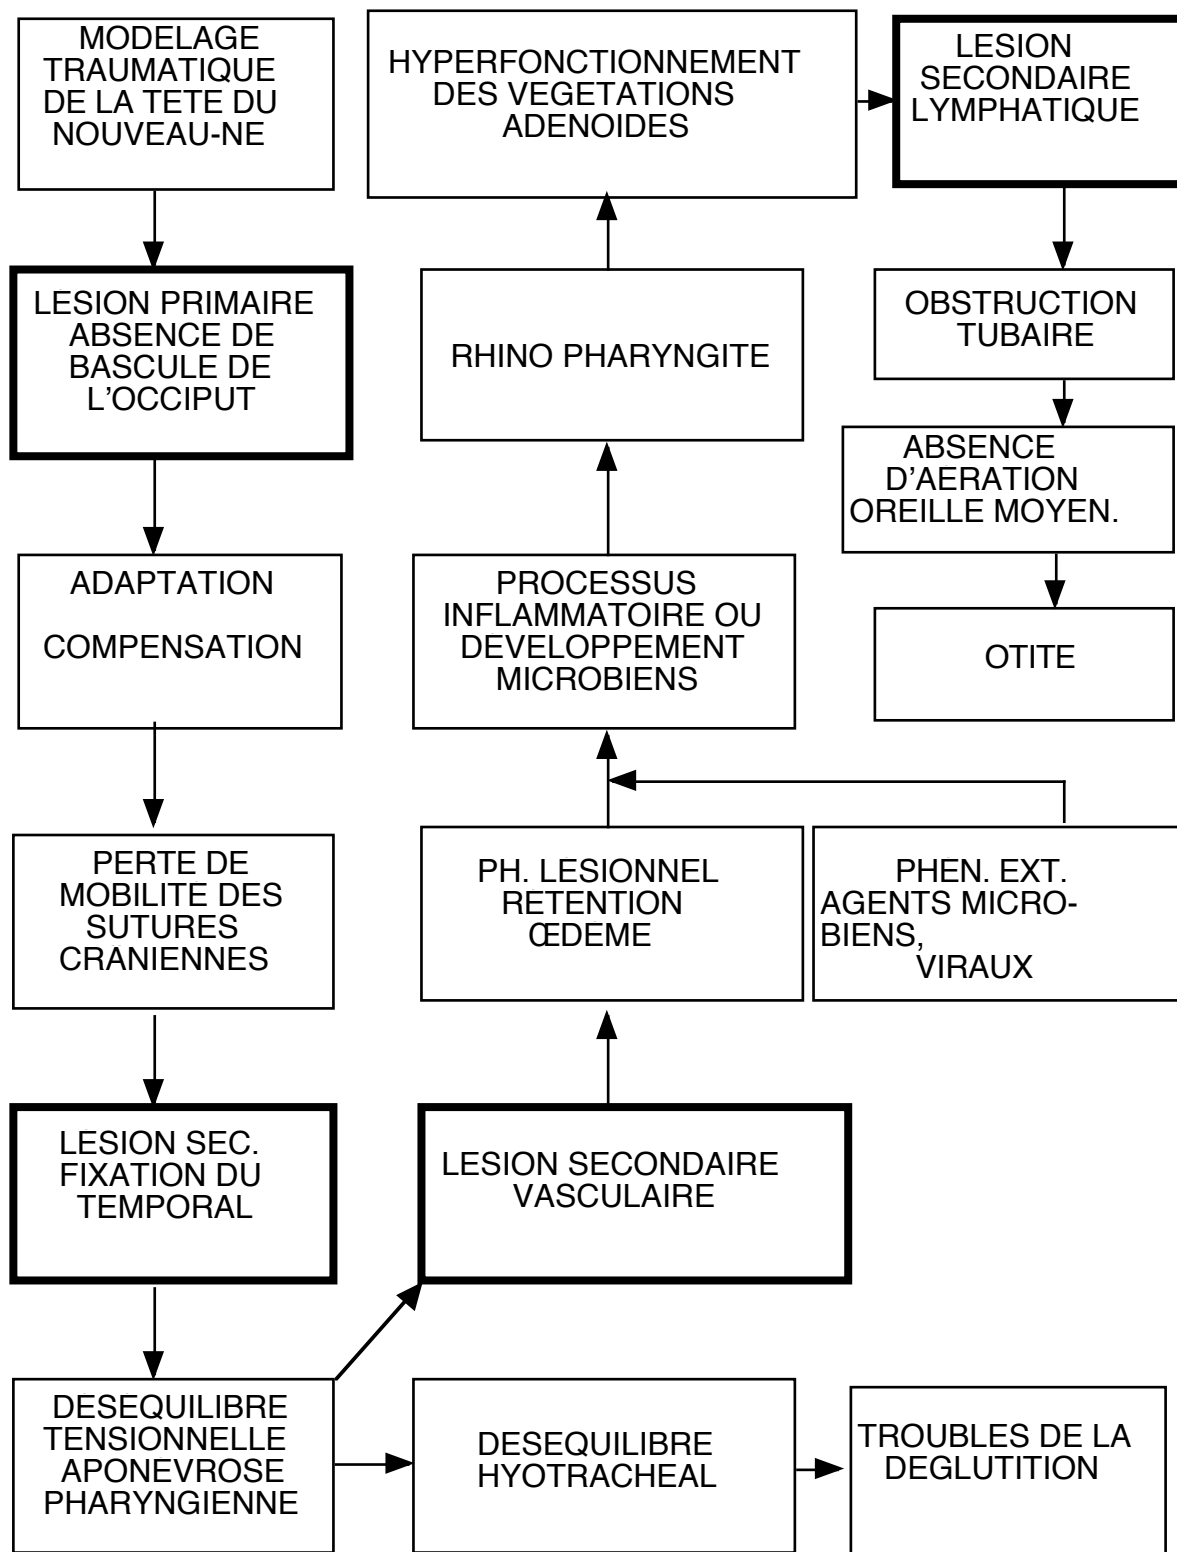 MODELAGE
TRAUMATIQUE
DE LA TETE DU
NOUVEAU-NE
LESION PRIMAIRE
ABSENCE DE
BASCULE DE
L'OCCIPUT
ADAPTATION
COMPENSATION
PERTE DE
MOBILITE DES
SUTURES
CRANIENNES
LESION SEC.
FIXATION DU
TEMPORAL
DESEQUILIBRE
TENSIONNELLE
APONEVROSE
PHARYNGIENNE
HYPERFONCTIONNEMENT
DES VEGETATIONS
ADENOIDES
RHINO PHARYNGITE
PROCESSUS
INFLAMMATOIRE OU
DEVELOPPEMENT
MICROBIENS
PH. LESIONNEL
RETENTION
ŒDEME
LESION SECONDAIRE
VASCULAIRE
DESEQUILIBRE
HYOTRACHEAL
LESION
SECONDAIRE
LYMPHATIQUE
OBSTRUCTION
TUBAIRE
ABSENCE
D'AERATION
OREILLE MOYEN.
OTITE
PHEN. EXT.
AGENTS MICRO-
BIENS,
VIRAUX
TROUBLES DE LA
DEGLUTITION